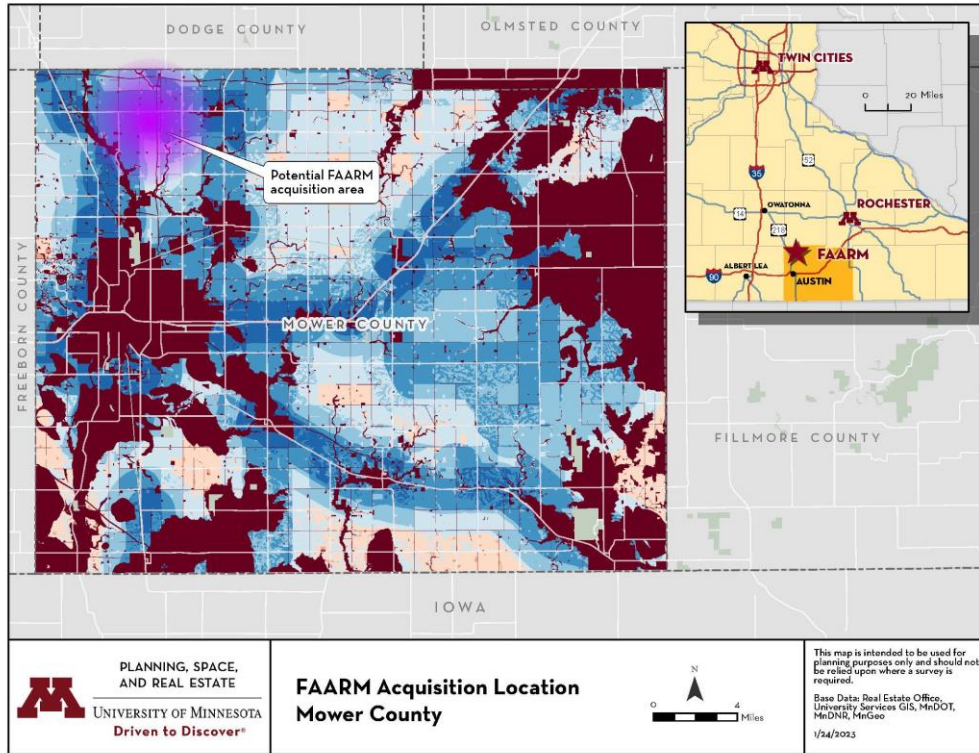 DODGE COUNTY
OLMSTED COUNTY
Potential FAARM
acquisition area
FREEBORN COUNTY
MOWER COUNTY
FILLMORE COUNTY
IOWA
TWIN CITIES
0 20 Miles
52
35
OWATONNA
14
218
ROCHESTER
FAARM
ALBERT LEA
90
AUSTIN
M
PLANNING, SPACE,
AND REAL ESTATE
UNIVERSITY OF MINNESOTA
Driven to Discover®
FAARM Acquisition Location
Mower County
N
0 4
Miles
This map is intended to be used for
planning purposes only and should not
be relied upon where a survey is
required.
Base Data: Real Estate Office,
University Services GIS, MnDOT,
MnDNR, MnGeo
1/24/2023